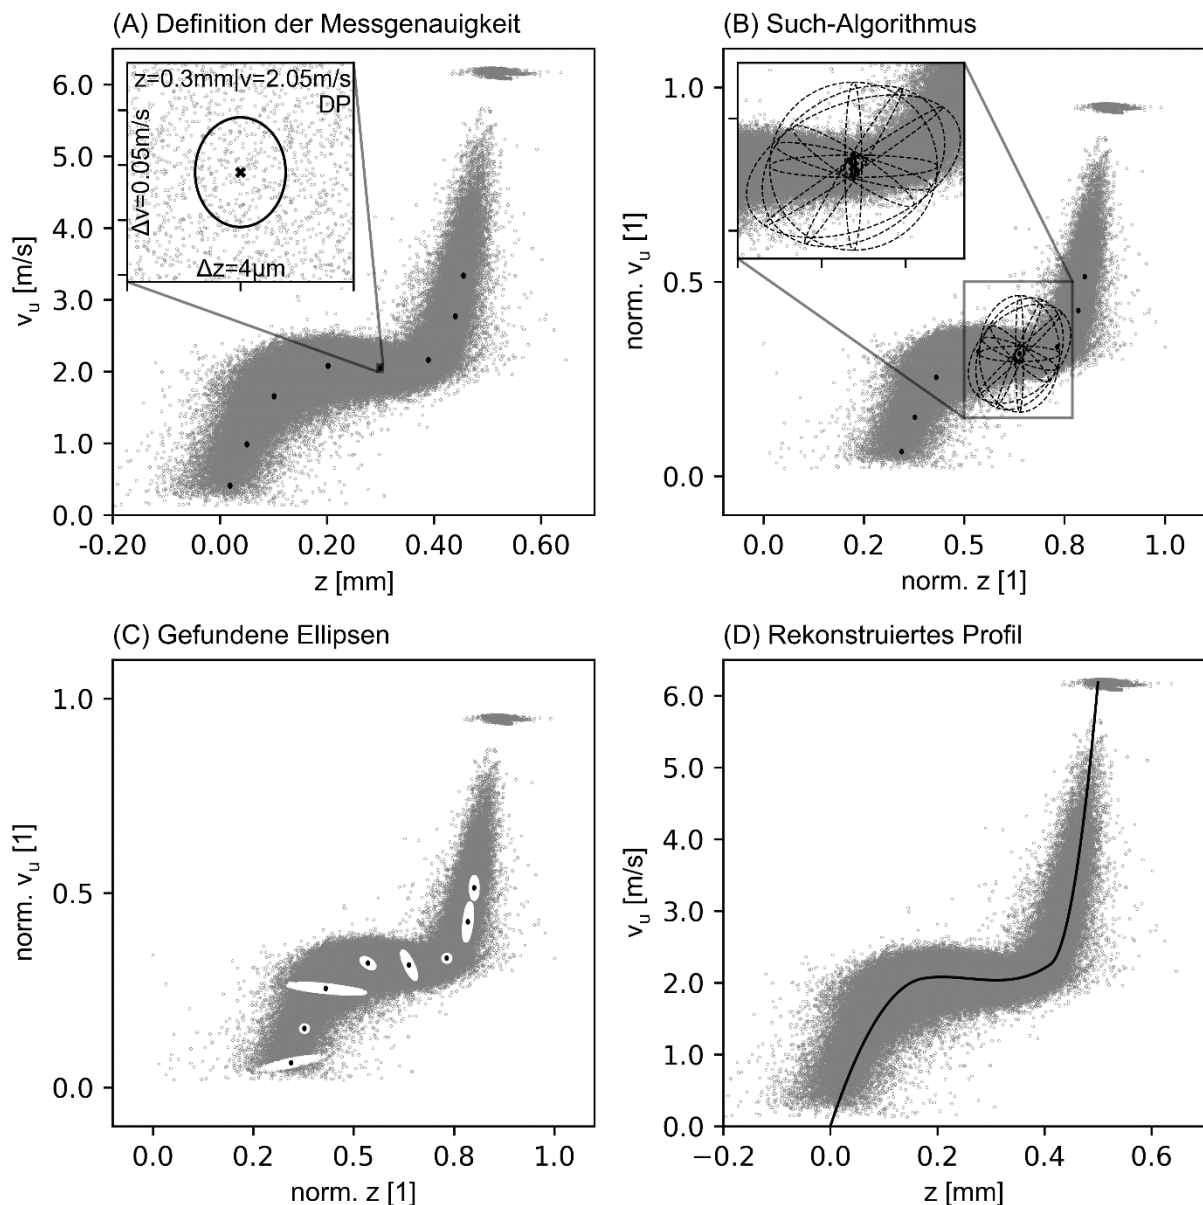 (A) Definition der Messgenauigkeit
6.0
5.0
4.0
3.0
2.0
1.0
0.0
v_u [m/s]
z=0.3mm|v=2.05m/s
DP
Δv=0.05m/s
Δz=4µm
-0.20
0.00
0.20
0.40
0.60
z [mm]
(B) Such-Algorithmus
1.0
0.5
0.0
norm. v_u [1]
0.0
0.2
0.5
0.8
1.0
norm. z [1]
(C) Gefundene Ellipsen
1.0
0.5
0.0
norm. v_u [1]
0.0
0.2
0.5
0.8
1.0
norm. z [1]
(D) Rekonstruiertes Profil
6.0
5.0
4.0
3.0
2.0
1.0
0.0
v_u [m/s]
−0.2
0.0
0.2
0.4
0.6
z [mm]